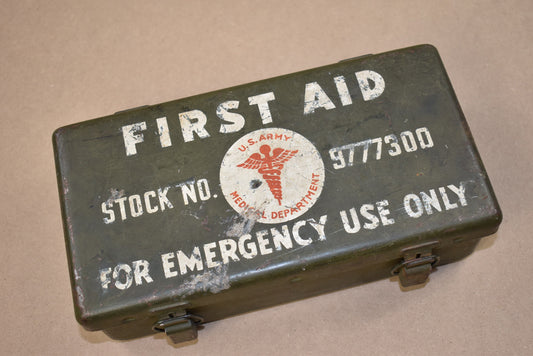 FIRST AID
U.S. ARMY
MEDICAL DEPARTMENT
STOCK NO. 9777300
FOR EMERGENCY USE ONLY